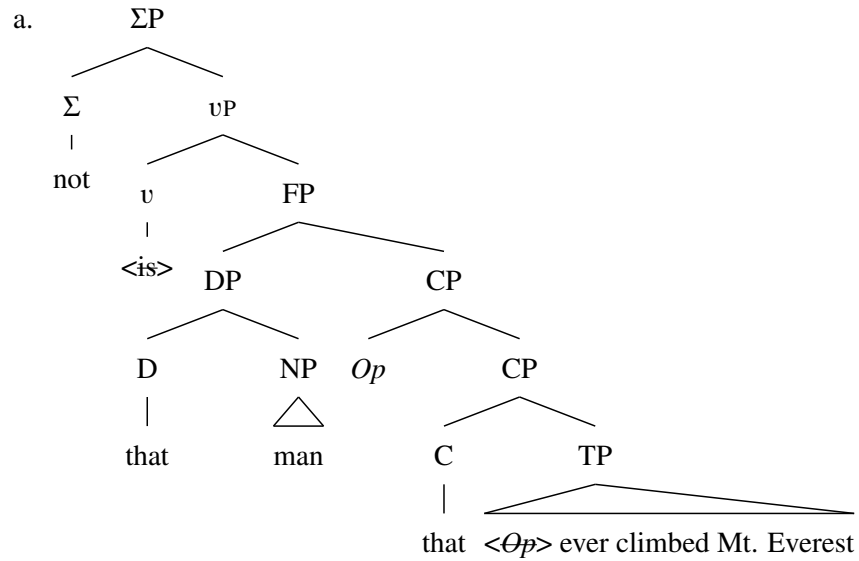 a. ΣP
Σ υP
not υ FP
<is> DP CP
D NP Op CP
that man C TP
that <Op> ever climbed Mt. Everest